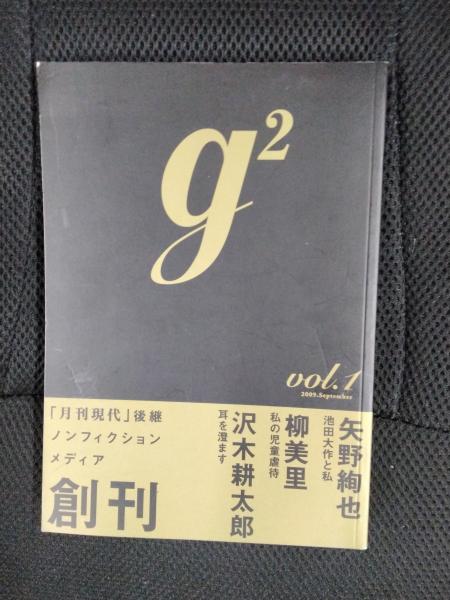 g²
vol.1
2009.September
矢野絢也
池田大作と私
柳美里
私の児童虐待
沢木耕太郎
耳を澄ます
「月刊現代」後継
ノンフィクション
メディア
創刊